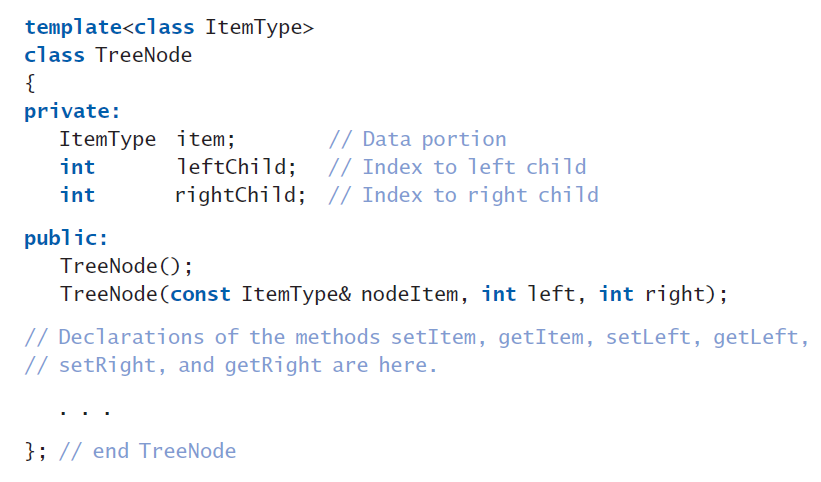 template<class ItemType>
class TreeNode
{
private:
ItemType item; // Data portion
int leftChild; // Index to left child
int rightChild; // Index to right child
public:
TreeNode();
TreeNode(const ItemType& nodeItem, int left, int right);
// Declarations of the methods setItem, getItem, setLeft, getLeft,
// setRight, and getRight are here.
. . .
}; // end TreeNode